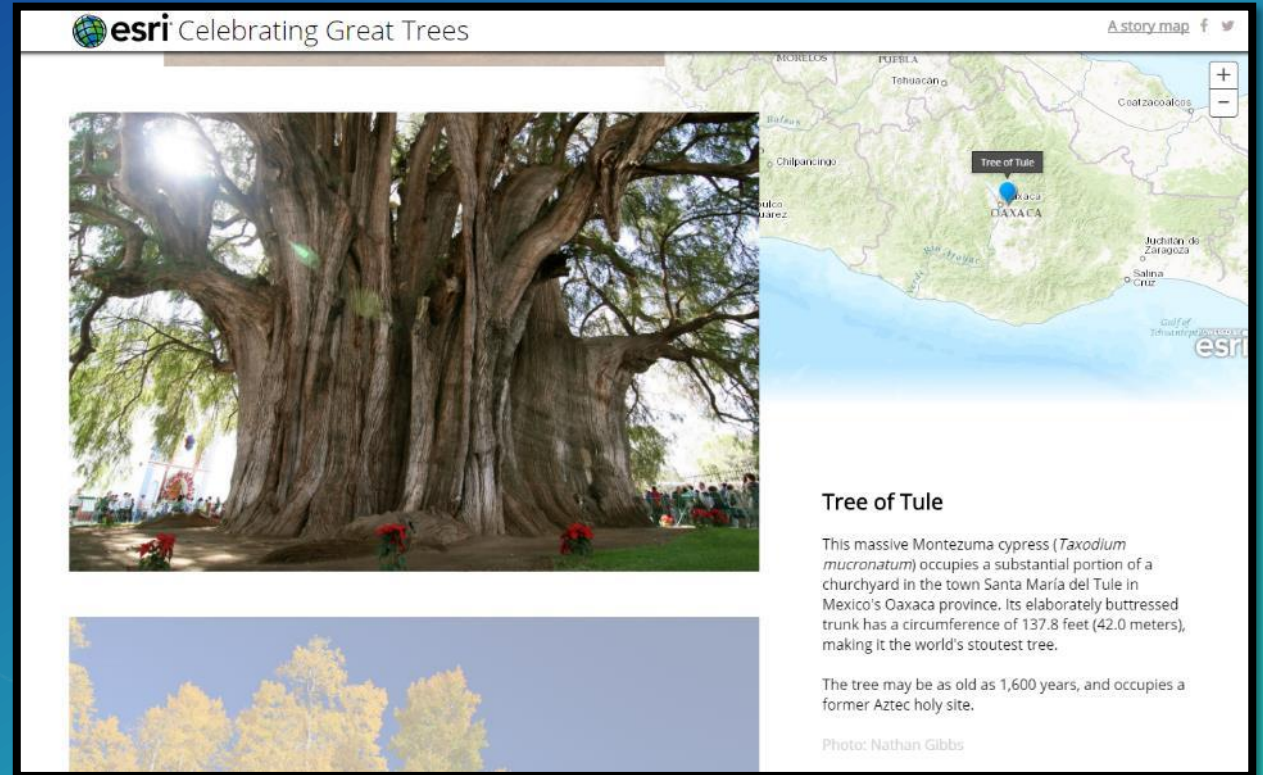 esri Celebrating Great Trees
A story map
MORELOS
PUEBLA
Tehuacán
Coatzacoalcos
+
−
Balsas
Chilpancingo
Tree of Tule
OAXACA
Juchitán de
Zaragoza
Salina
Cruz
Gulf of
esri
Tree of Tule
This massive Montezuma cypress (Taxodium
mucronatum) occupies a substantial portion of a
churchyard in the town Santa María del Tule in
Mexico's Oaxaca province. Its elaborately buttressed
trunk has a circumference of 137.8 feet (42.0 meters),
making it the world's stoutest tree.
The tree may be as old as 1,600 years, and occupies a
former Aztec holy site.
Photo: Nathan Gibbs